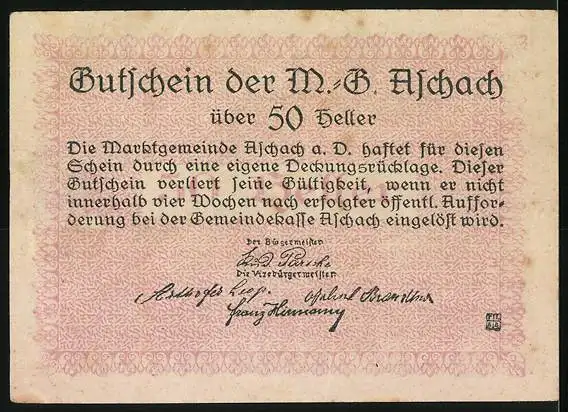 Gutschein der M.-G. Aschach
über 50 Heller
Die Marktgemeinde Aschach a. D. haftet für diesen
Schein durch eine eigene Deckungsrücklage. Dieser
Gutschein verliert seine Gültigkeit, wenn er nicht
innerhalb vier Wochen nach erfolgter öffentl. Auffor-
derung bei der Gemeindekasse Aschach eingelöst wird.
Der Bürgermeister
Die Vizebürgermeister
Franz